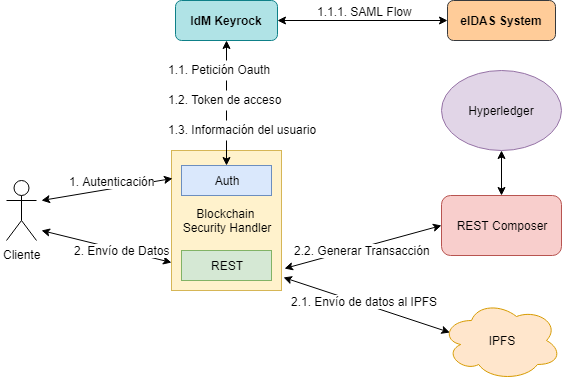 IdM Keyrock
1.1.1. SAML Flow
eIDAS System
1.1. Petición Oauth
1.2. Token de acceso
1.3. Información del usuario
Hyperledger
1. Autenticación
Auth
Blockchain
Security Handler
REST
Cliente
2. Envío de Datos
2.2. Generar Transacción
REST Composer
2.1. Envío de datos al IPFS
IPFS